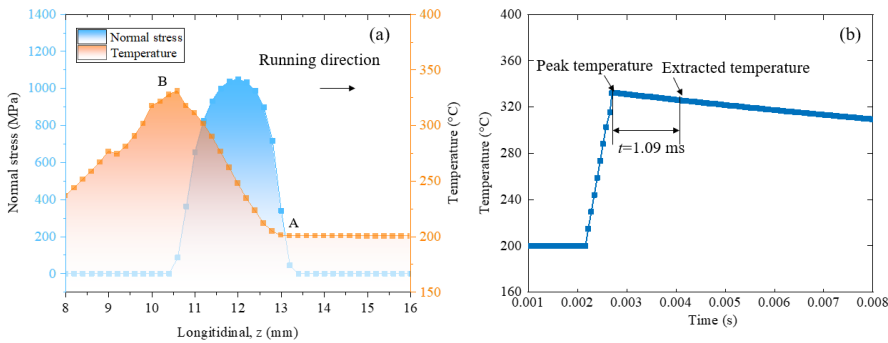 1400
1200
1000
800
600
400
200
0
Normal stress (MPa)
Normal stress
Temperature
(a)
Running direction
B
A
400
350
300
250
200
150
Temperature (°C)
8 9 10 11 12 13 14 15 16
Longitidinal, z (mm)
400
360
320
280
240
200
160
Temperature (°C)
(b)
Peak temperature
Extracted temperature
t=1.09 ms
0.001 0.002 0.003 0.004 0.005 0.006 0.007 0.008
Time (s)